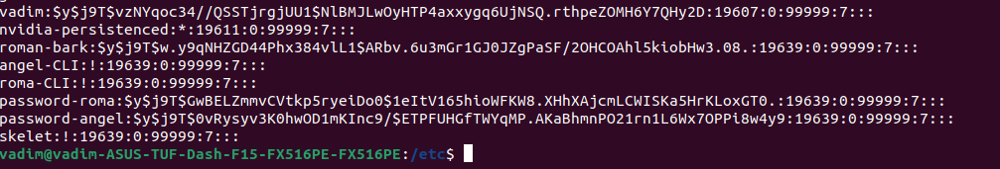 vadim:$y$j9T$vzNYqoc34//QSSTjrgjUU1$NlBMJLwOyHTP4axxygq6UjNSQ.rthpeZOMH6Y7QHy2D:19607:0:99999:7:::
nvidia-persistenced:*:19611:0:99999:7:::
roman-bark:$y$j9T$w.y9qNHZGD44Phx384vlL1$ARbv.6u3mGr1GJ0JZgPaSF/2OHCOAhl5kiobHw3.08.:19639:0:99999:7:::
angel-CLI:!:19639:0:99999:7:::
roma-CLI:!:19639:0:99999:7:::
password-roma:$y$j9T$GwBELZmmvCVtkp5ryeiDo0$1eItV165hioWFKW8.XHhXAjcmLCWISKa5HrKLoxGT0.:19639:0:99999:7:::
password-angel:$y$j9T$0vRysyv3K0hwOD1mKInc9/$ETPFUHGfTWYqMP.AKaBhmnPO21rn1L6Wx7OPPi8w4y9:19639:0:99999:7:::
skelet:!:19639:0:99999:7:::
vadim@vadim-ASUS-TUF-Dash-F15-FX516PE-FX516PE:/etc$